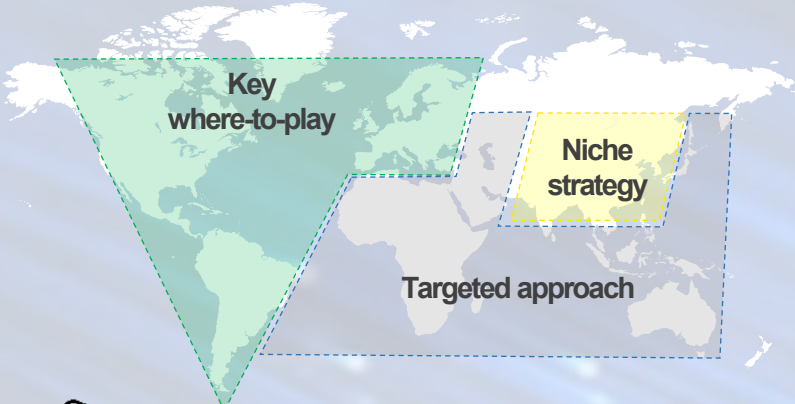 Key
where-to-play
Niche
strategy
Targeted approach